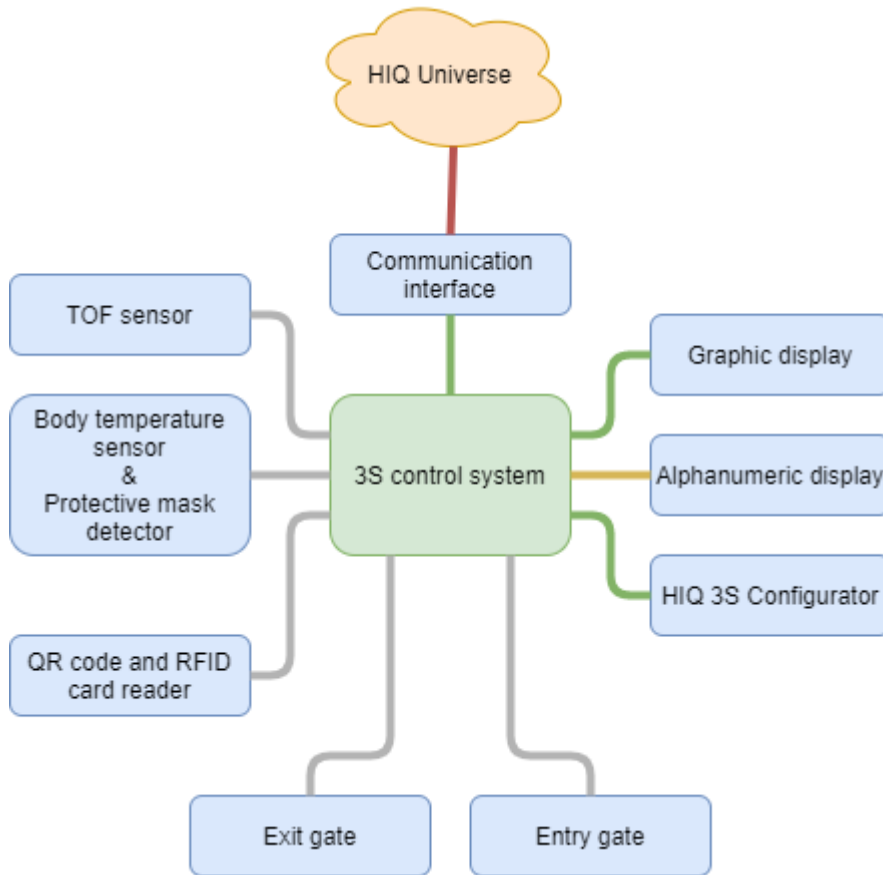 HIQ Universe
Communication
interface
TOF sensor
Graphic display
Body temperature
sensor
&
Protective mask
detector
3S control system
Alphanumeric display
HIQ 3S Configurator
QR code and RFID
card reader
Exit gate
Entry gate